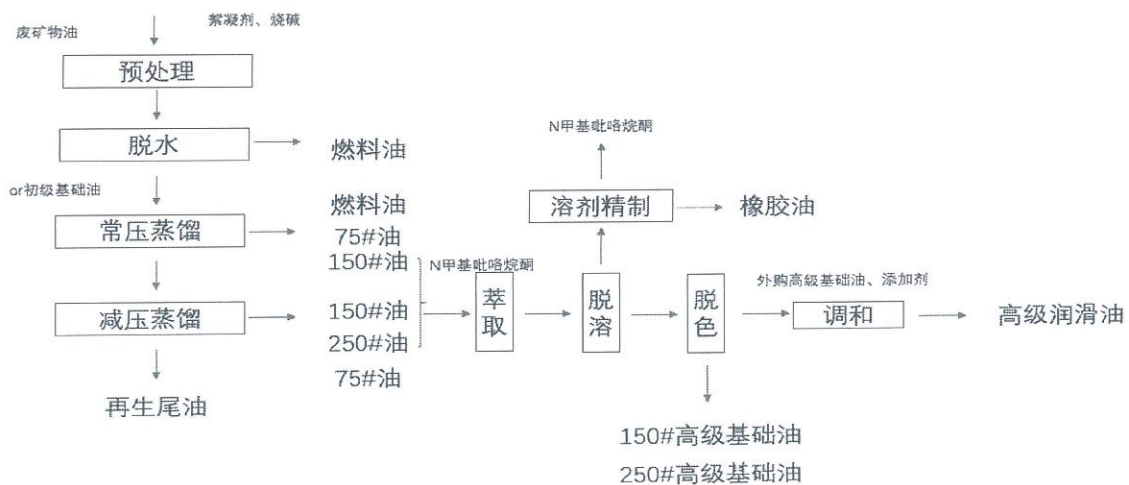 絮凝剂、烧碱
废矿物油
预处理
脱水
燃料油
or初级基础油
常压蒸馏
燃料油
75#油
150#油
减压蒸馏
150#油
250#油
75#油
再生尾油
N甲基吡咯烷酮
萃取
脱溶
N甲基吡咯烷酮
溶剂精制
橡胶油
脱色
外购高级基础油、添加剂
调和
高级润滑油
150#高级基础油
250#高级基础油